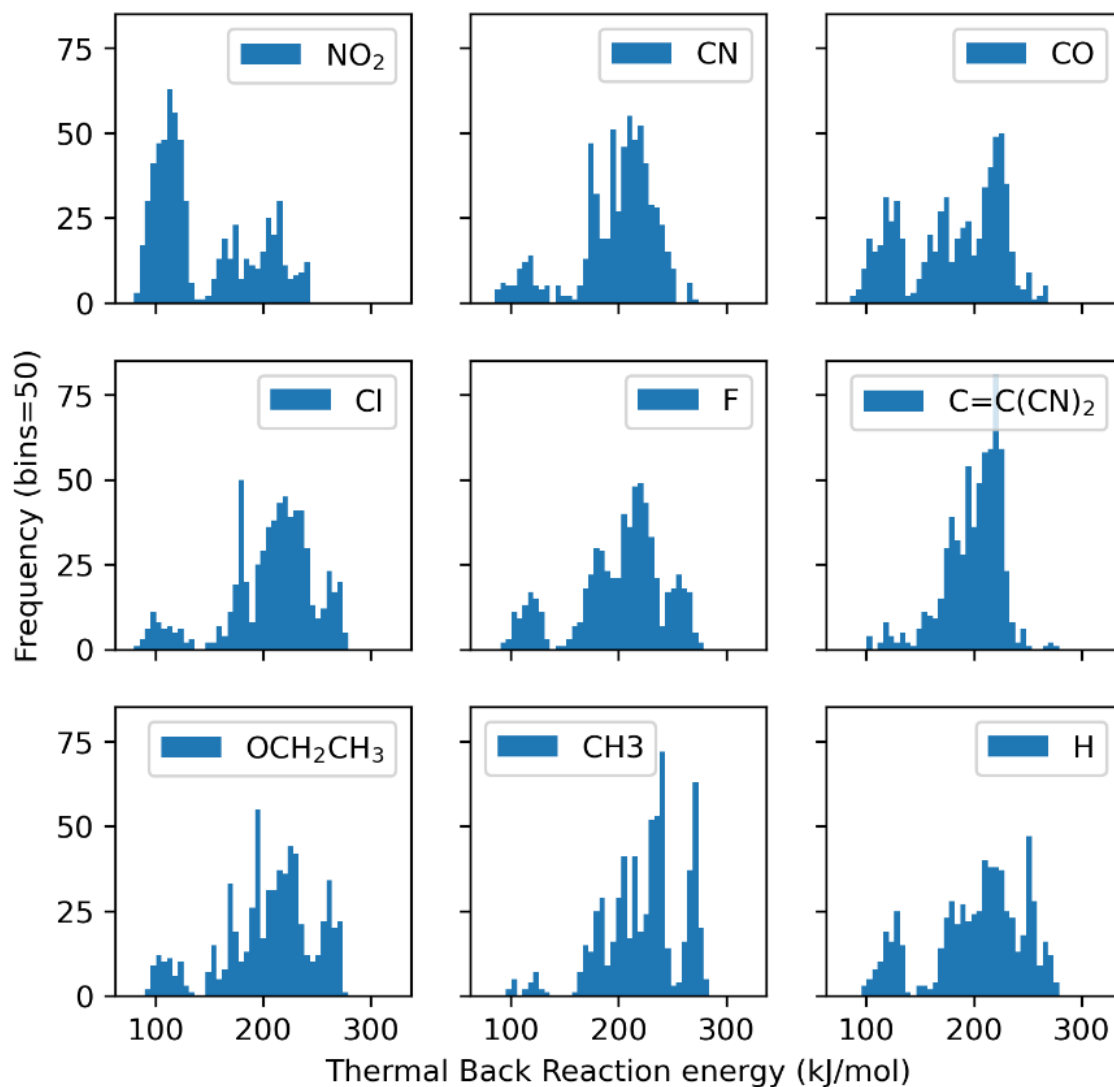 75
50
25
0
NO₂
CN
CO
Frequency (bins=50)
75
50
25
0
Cl
F
C=C(CN)₂
75
50
25
0
OCH₂CH₃
CH3
H
100 200 300
100 200 300
100 200 300
Thermal Back Reaction energy (kJ/mol)